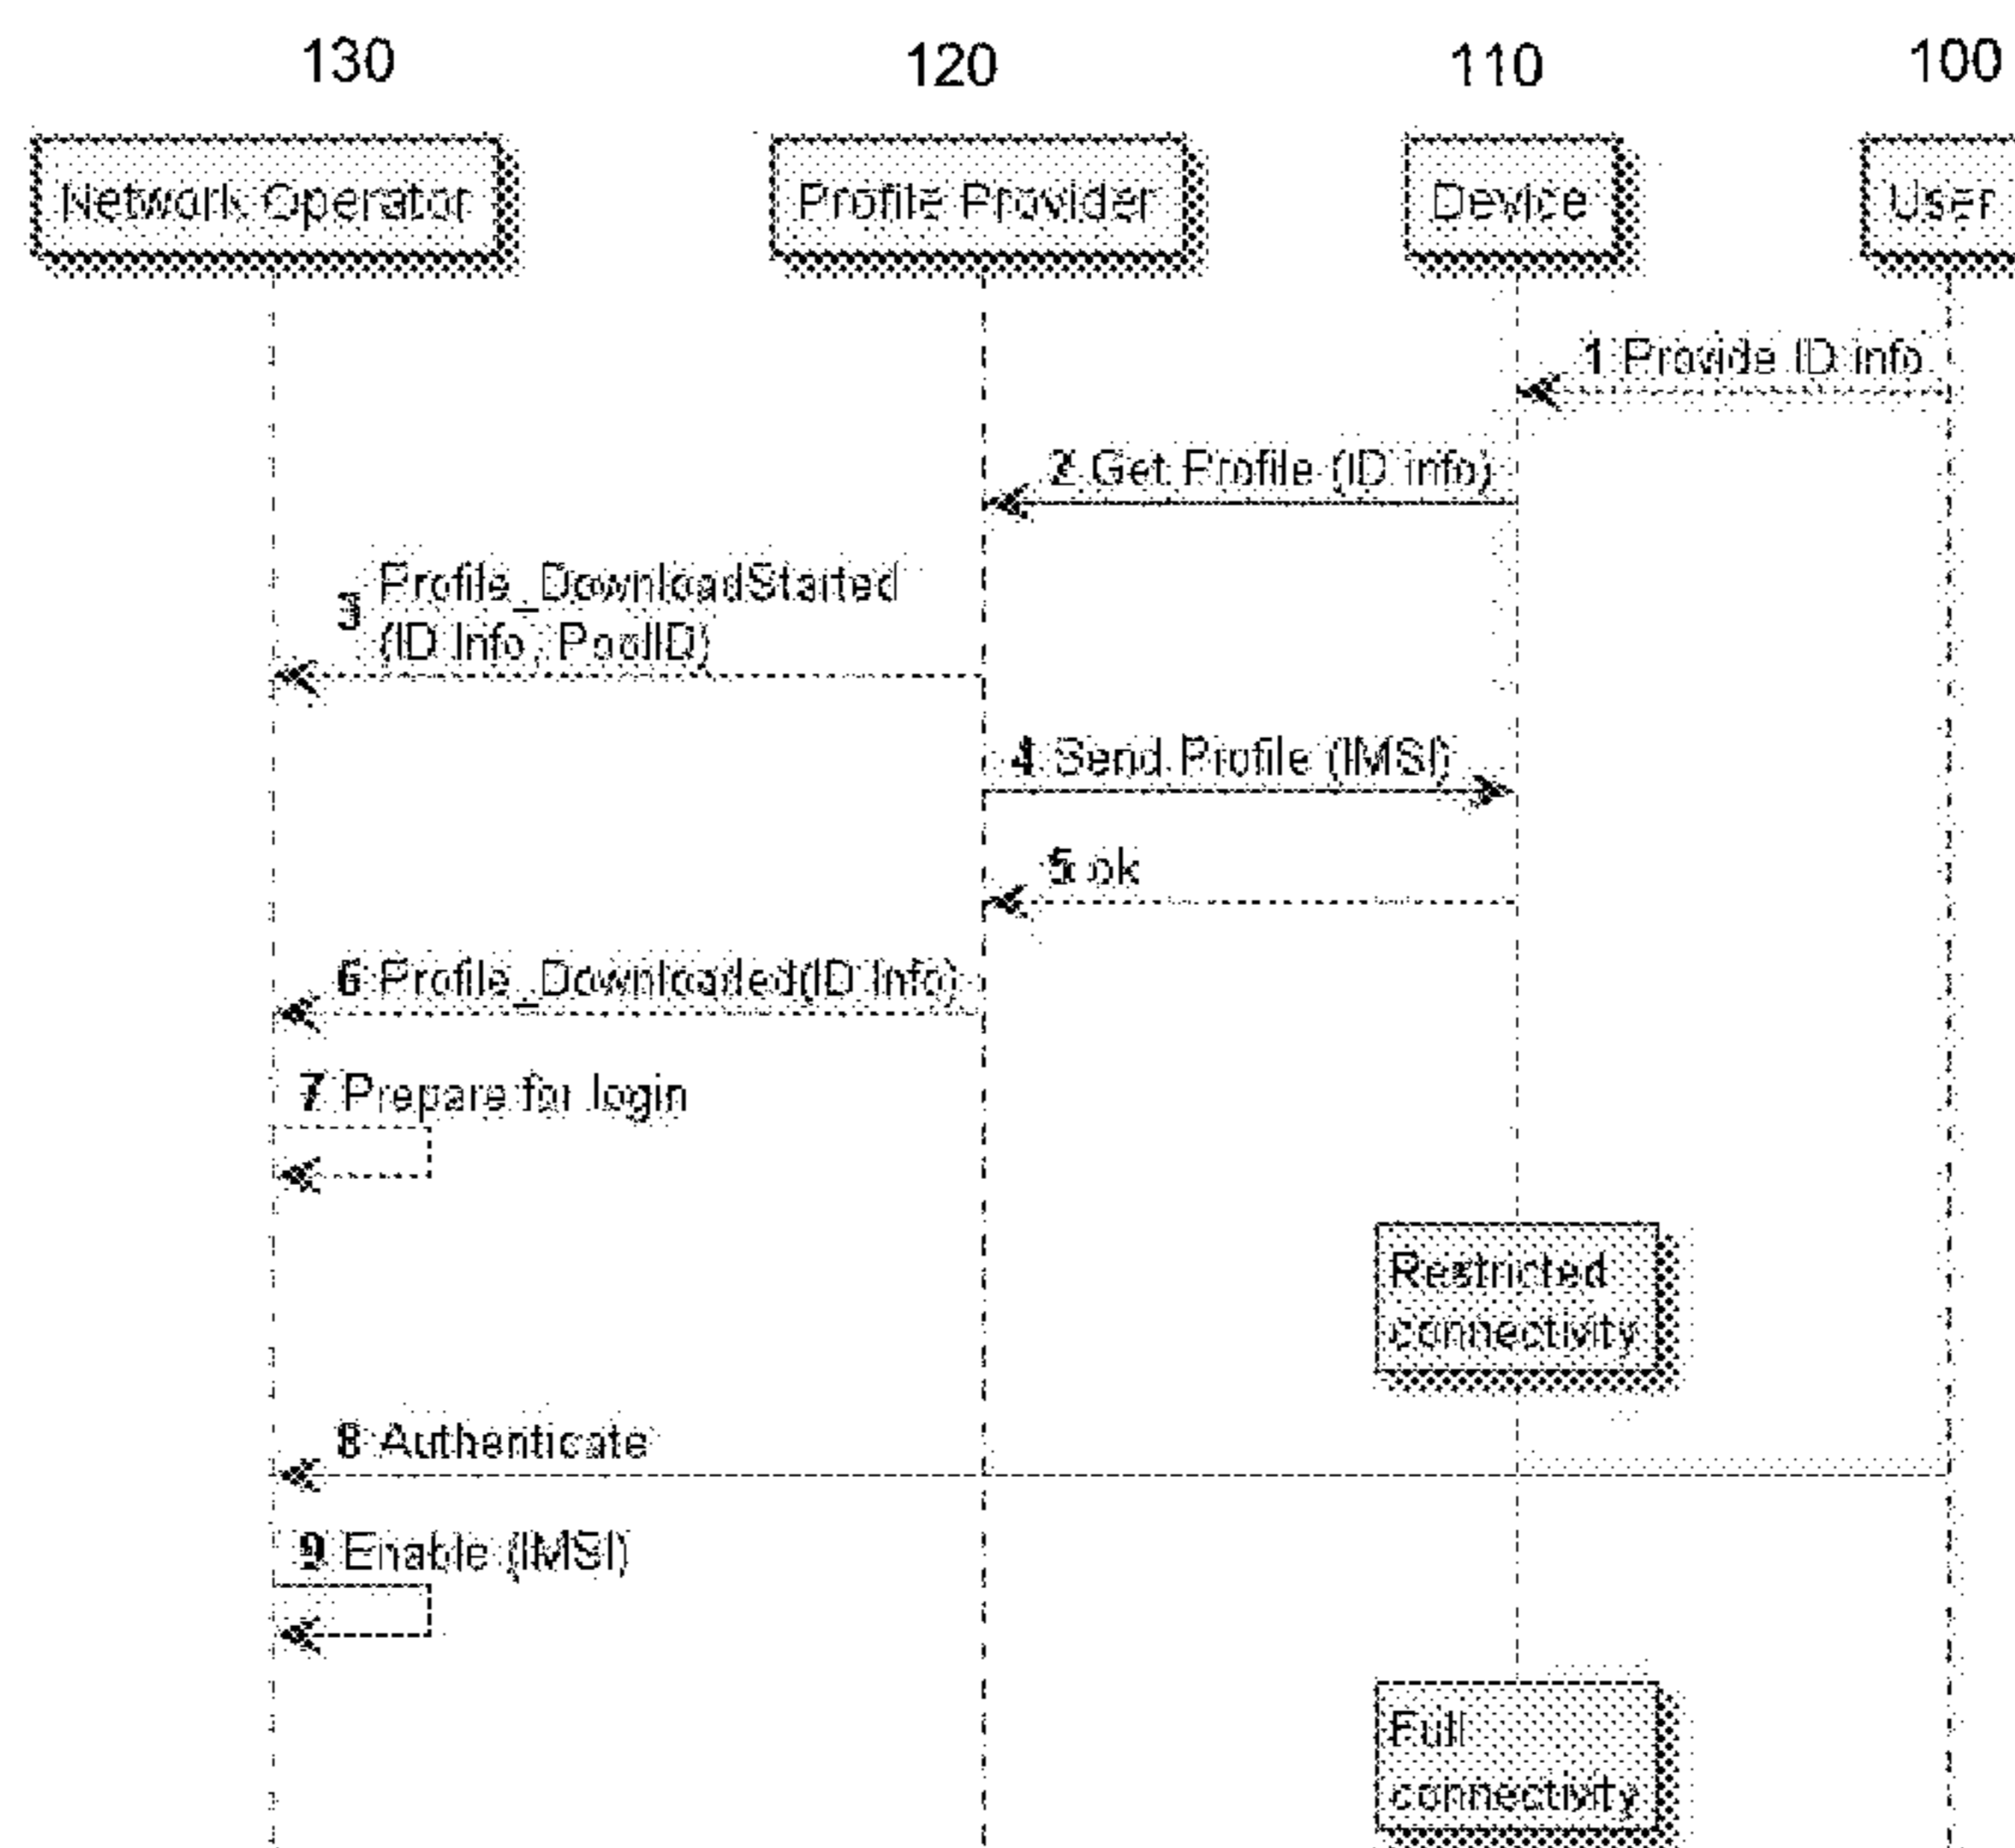 130 120 110 100
Network Operator Profile Provider Device User
1 Provide ID info
2 Get Profile (ID info)
3 Profile_DownloadStarted
(ID Info, PoolID)
4 Send Profile (IMSI)
5 ok
6 Profile_Downloaded(ID Info)
7 Prepare for login
Restricted
connectivity
8 Authenticate
9 Enable (IMSI)
Full
connectivity